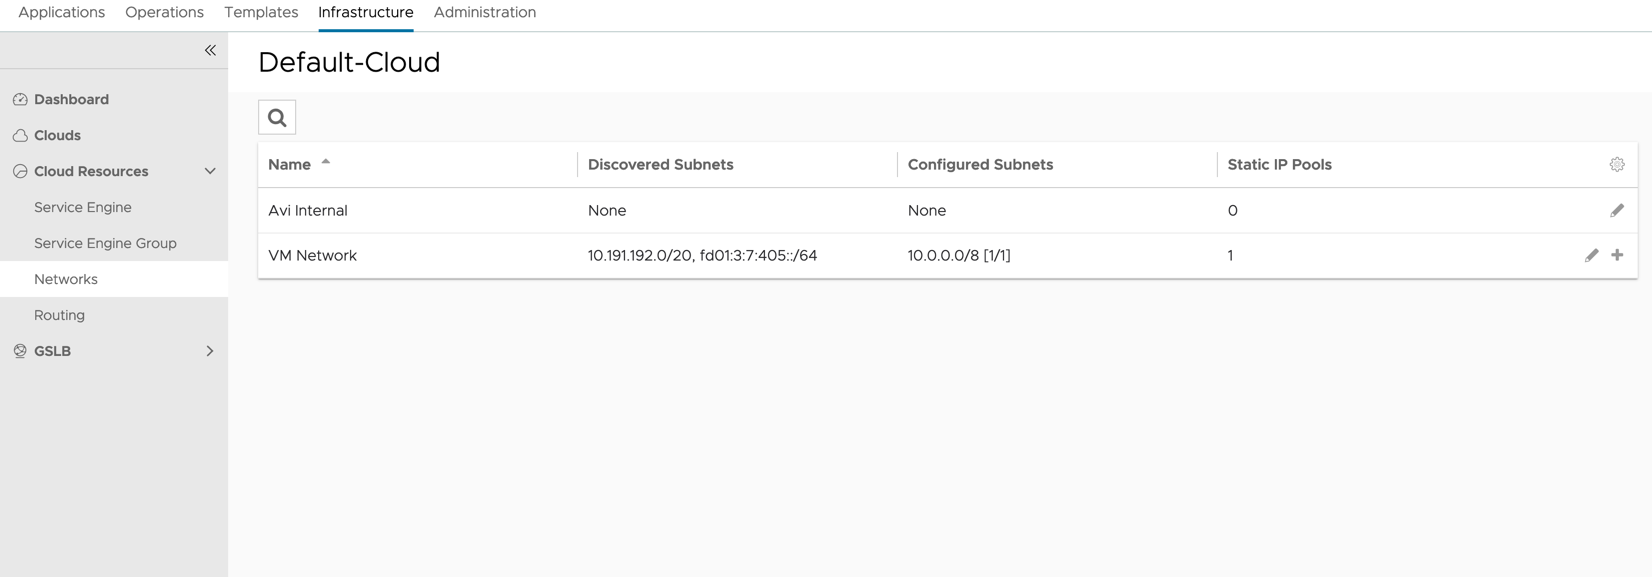 Applications Operations Templates Infrastructure Administration
Default-Cloud
Dashboard
Clouds
Cloud Resources
Service Engine
Service Engine Group
Networks
Routing
GSLB
Name Discovered Subnets Configured Subnets Static IP Pools
Avi Internal None None 0
VM Network 10.191.192.0/20, fd01:3:7:405::/64 10.0.0.0/8 [1/1] 1